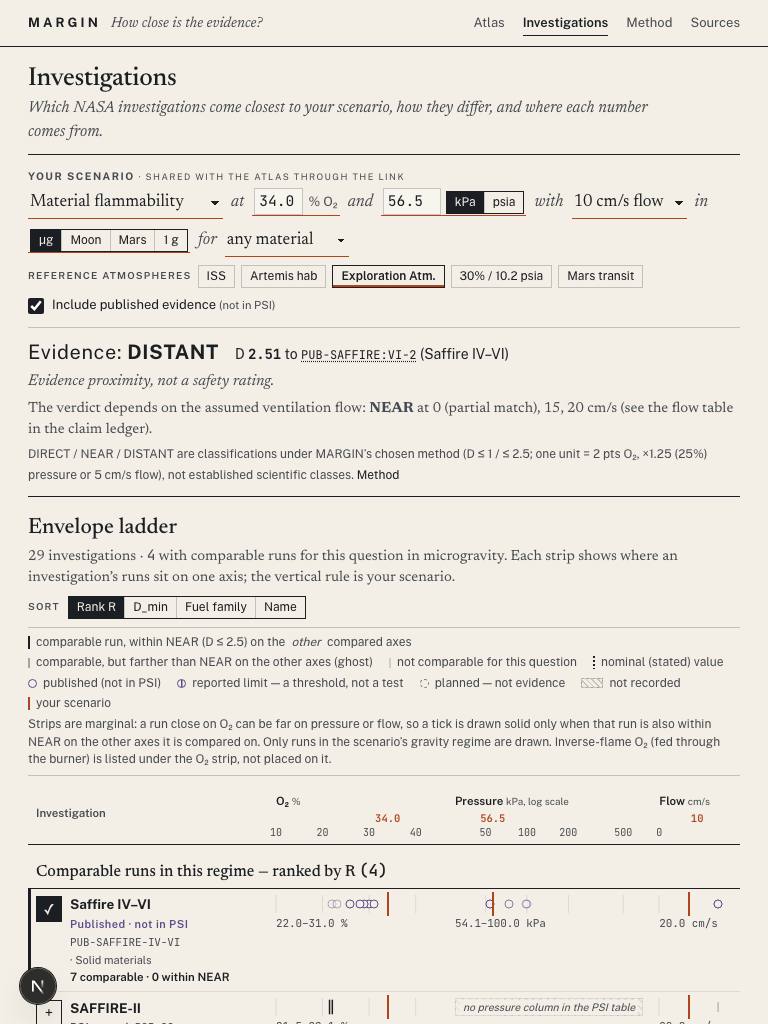 MARGIN How close is the evidence? Atlas Investigations Method Sources
Investigations
Which NASA investigations come closest to your scenario, how they differ, and where each number
comes from.
YOUR SCENARIO · SHARED WITH THE ATLAS THROUGH THE LINK
Material flammability at 34.0 % O₂ and 56.5 kPa psia with 10 cm/s flow in
µg Moon Mars 1 g for any material
REFERENCE ATMOSPHERES ISS Artemis hab Exploration Atm. 30% / 10.2 psia Mars transit
Include published evidence (not in PSI)
Evidence: DISTANT D 2.51 to PUB-SAFFIRE:VI-2 (Saffire IV–VI)
Evidence proximity, not a safety rating.
The verdict depends on the assumed ventilation flow: NEAR at 0 (partial match), 15, 20 cm/s (see the flow table
in the claim ledger).
DIRECT / NEAR / DISTANT are classifications under MARGIN's chosen method (D ≤ 1 / ≤ 2.5; one unit = 2 pts O₂, ×1.25 (25%)
pressure or 5 cm/s flow), not established scientific classes. Method
Envelope ladder
29 investigations · 4 with comparable runs for this question in microgravity. Each strip shows where an
investigation's runs sit on one axis; the vertical rule is your scenario.
SORT Rank R D_min Fuel family Name
comparable run, within NEAR (D ≤ 2.5) on the other compared axes
comparable, but farther than NEAR on the other axes (ghost) not comparable for this question nominal (stated) value
published (not in PSI) reported limit — a threshold, not a test planned — not evidence not recorded
your scenario
Strips are marginal: a run close on O₂ can be far on pressure or flow, so a tick is drawn solid only when that run is also within
NEAR on the other axes it is compared on. Only runs in the scenario's gravity regime are drawn. Inverse-flame O₂ (fed through
the burner) is listed under the O₂ strip, not placed on it.
Investigation O₂ % Pressure kPa, log scale Flow cm/s
34.0 56.5 10
10 20 30 40 50 100 200 500 0
Comparable runs in this regime — ranked by R (4)
✓ Saffire IV–VI
Published · not in PSI 22.0–31.0 % 54.1–100.0 kPa 20.0 cm/s
PUB-SAFFIRE-IV-VI
· Solid materials
7 comparable · 0 within NEAR
N
+ SAFFIRE-II no pressure column in the PSI table